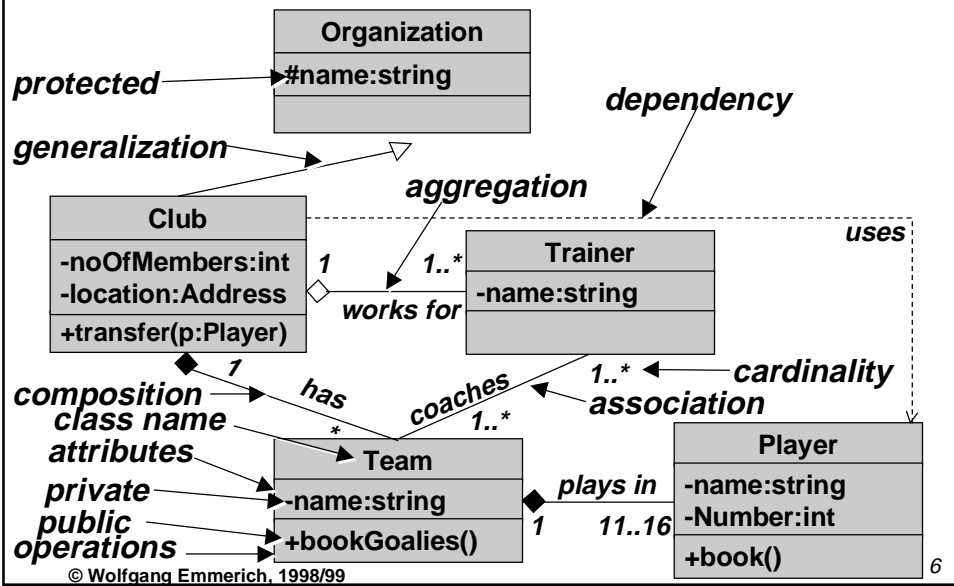 Organization
#name:string
protected
dependency
generalization
aggregation
Club
-noOfMembers:int
-location:Address
+transfer(p:Player)
1
1..*
works for
Trainer
-name:string
uses
1
has
*
coaches
1..*
1..*
cardinality
association
composition
class name
attributes
private
public
operations
Team
-name:string
+bookGoalies()
plays in
1
11..16
Player
-name:string
-Number:int
+book()
© Wolfgang Emmerich, 1998/99
6